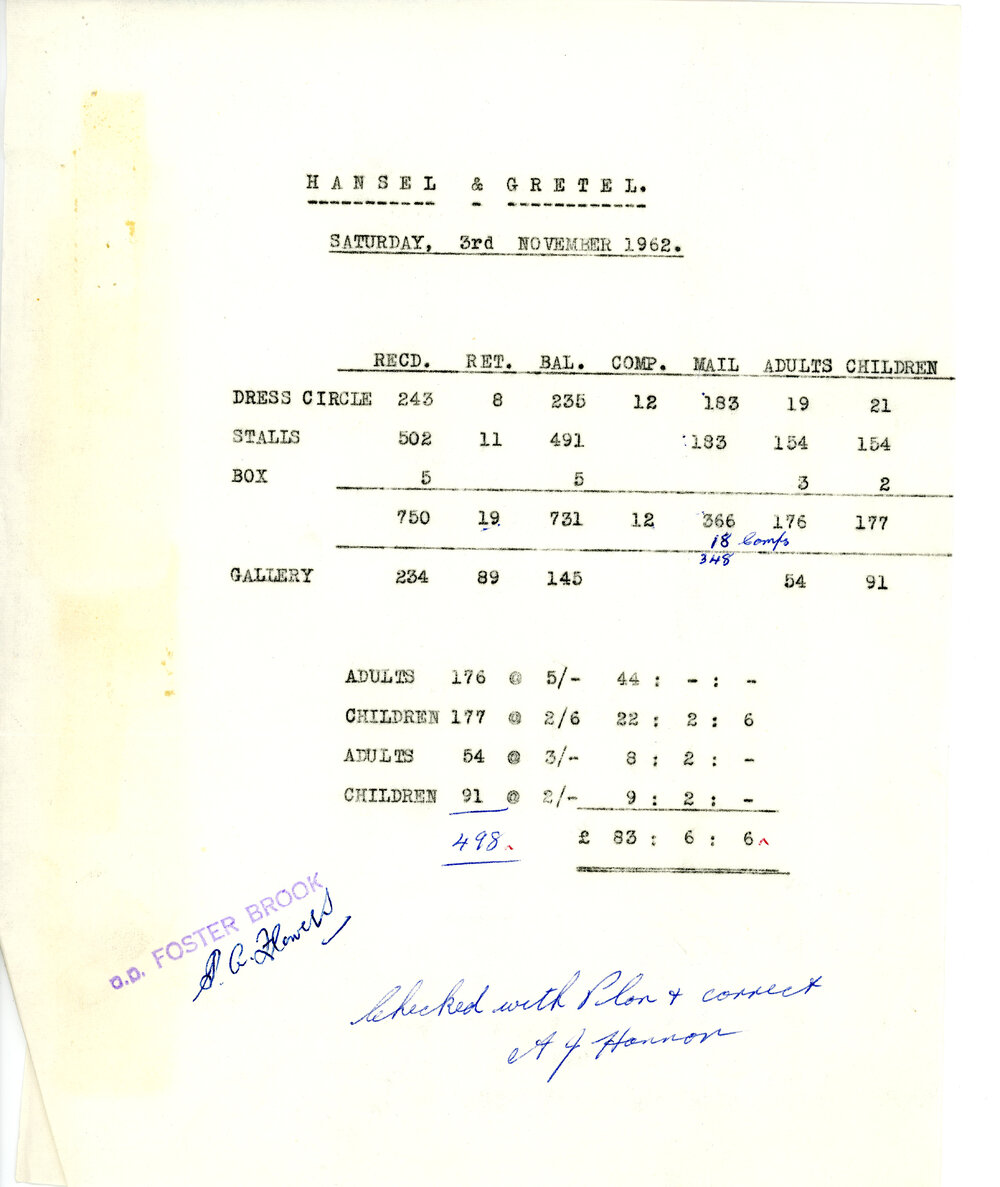 HANSEL & GRETEL.
SATURDAY, 3rd NOVEMBER 1962.
RECD. RET. BAL. COMP. MAIL ADULTS CHILDREN
DRESS CIRCLE 243 8 235 12 183 19 21
STALLS 502 11 491 183 154 154
BOX 5 5 3 2
750 19 731 12 366 176 177
18 Comps
348
GALLERY 234 89 145 54 91
ADULTS 176 @ 5/- 44 : - : -
CHILDREN 177 @ 2/6 22 : 2 : 6
ADULTS 54 @ 3/- 8 : 2 : -
CHILDREN 91 @ 2/- 9 : 2 : -
498 £ 83 : 6 : 6
D.D. FOSTER BROOK
A. Flowers
Checked with Plan + correct
A J Hannon